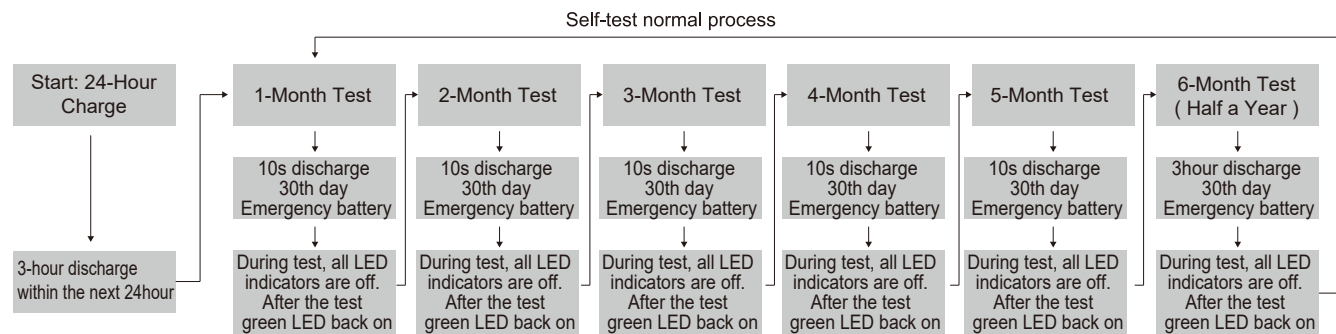 Self-test normal process
Start: 24-Hour
Charge
3-hour discharge
within the next 24hour
1-Month Test
10s discharge
30th day
Emergency battery
During test, all LED
indicators are off.
After the test
green LED back on
2-Month Test
10s discharge
30th day
Emergency battery
During test, all LED
indicators are off.
After the test
green LED back on
3-Month Test
10s discharge
30th day
Emergency battery
During test, all LED
indicators are off.
After the test
green LED back on
4-Month Test
10s discharge
30th day
Emergency battery
During test, all LED
indicators are off.
After the test
green LED back on
5-Month Test
10s discharge
30th day
Emergency battery
During test, all LED
indicators are off.
After the test
green LED back on
6-Month Test
( Half a Year )
3hour discharge
30th day
Emergency battery
During test, all LED
indicators are off.
After the test
green LED back on